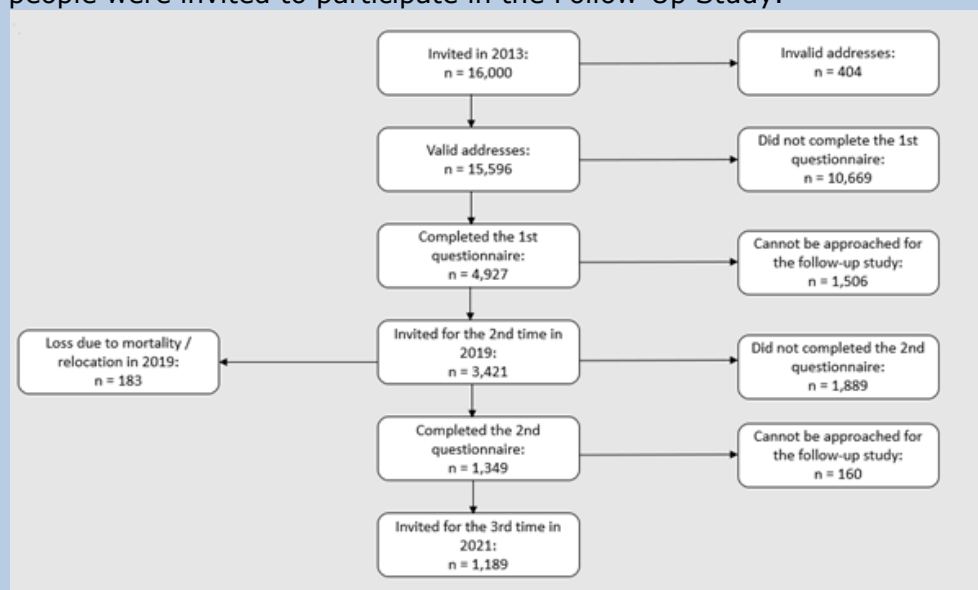 people were invited to participate in the Follow-Up Study.
Invited in 2013:
n = 16,000
Invalid addresses:
n = 404
Valid addresses:
n = 15,596
Did not complete the 1st
questionnaire:
n = 10,669
Completed the 1st
questionnaire:
n = 4,927
Cannot be approached for
the follow-up study:
n = 1,506
Loss due to mortality /
relocation in 2019:
n = 183
Invited for the 2nd time in
2019:
n = 3,421
Did not completed the 2nd
questionnaire:
n = 1,889
Completed the 2nd
questionnaire:
n = 1,349
Cannot be approached for
the follow-up study:
n = 160
Invited for the 3rd time in
2021:
n = 1,189